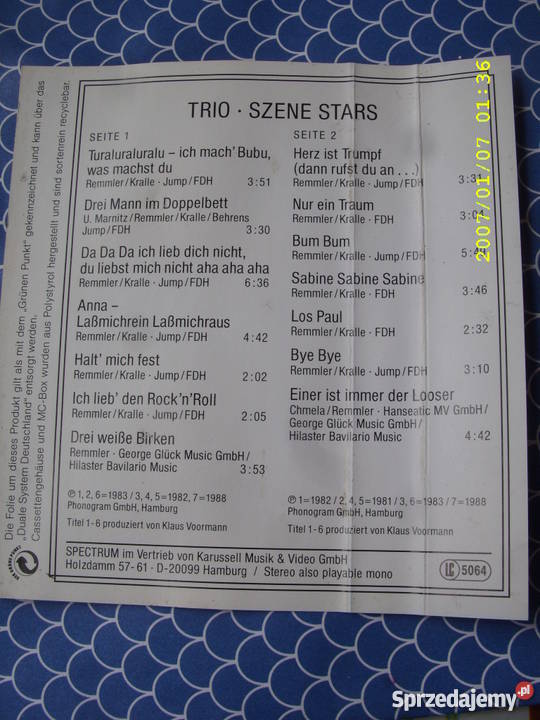 TRIO · SZENE STARS
SEITE 1
Turaluraluralu – ich mach' Bubu,
was machst du
Remmler/Kralle · Jump/FDH 3:51
Drei Mann im Doppelbett
U. Marnitz/Remmler/Kralle/Behrens
Jump/FDH 3:30
Da Da Da ich lieb dich nicht,
du liebst mich nicht aha aha aha
Remmler/Kralle · Jump/FDH 6:36
Anna –
Laßmichrein Laßmichraus
Remmler/Kralle · Jump/FDH 4:42
Halt' mich fest
Remmler/Kralle · Jump/FDH 2:02
Ich lieb' den Rock'n'Roll
Remmler/Kralle · Jump/FDH 2:05
Drei weiße Birken
Remmler · George Glück Music GmbH/
Hilaster Bavilario Music 3:53
℗ 1, 2, 6=1983 / 3, 4, 5=1982, 7=1988
Phonogram GmbH, Hamburg
Titel 1-6 produziert von Klaus Voormann
SEITE 2
Herz ist Trumpf
(dann rufst du an . . .)
Remmler/Kralle · Jump/FDH 3:31
Nur ein Traum
Remmler/Kralle · Jump/FDH 3:04
Bum Bum
Remmler/Kralle · Jump/FDH
Sabine Sabine Sabine
Remmler/Kralle · FDH 3:46
Los Paul
Remmler/Kralle · Jump/FDH 2:32
Bye Bye
Remmler/Kralle · Jump/FDH 3:10
Einer ist immer der Looser
Chmela/Remmler · Hanseatic MV GmbH/
George Glück Music GmbH/
Hilaster Bavilario Music 4:42
℗ 1=1982 / 2, 4, 5=1981 / 3, 6=1983 / 7=1988
Phonogram GmbH, Hamburg
Titel 1-6 produziert von Klaus Voormann
SPECTRUM im Vertrieb von Karussell Musik & Video GmbH
Holzdamm 57-61 · D-20099 Hamburg / Stereo also playable mono
LC 5064
Die Folie um dieses Produkt gilt als mit dem „Grünen Punkt" gekennzeichnet und kann über das
„Duale System Deutschland" entsorgt werden.
Cassettengehäuse und MC-Box wurden aus Polystyrol hergestellt und sind sortenrein recyclebar.
DER GRÜNE PUNKT
2007/01/07 01:36
Sprzedajemy.pl